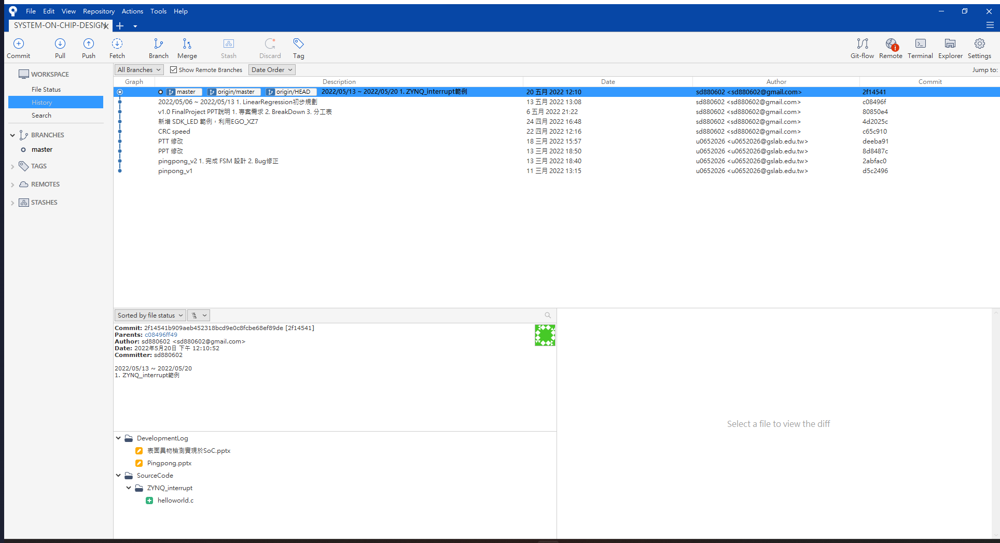 File Edit View Repository Actions Tools Help
SYSTEM-ON-CHIP-DESIGN
Commit Pull Push Fetch Branch Merge Stash Discard Tag Git-flow Remote Terminal Explorer Settings
WORKSPACE
File Status
History
Search
BRANCHES
master
TAGS
REMOTES
STASHES
All Branches Show Remote Branches Date Order Jump to:
Graph Description Date Author Commit
master origin/master origin/HEAD 2022/05/13 ~ 2022/05/20 1. ZYNQ_interrupt範例 20 五月 2022 12:10 sd880602 <sd880602@gmail.com> 2f14541
2022/05/06 ~ 2022/05/13 1. LinearRegression初步規劃 13 五月 2022 13:08 sd880602 <sd880602@gmail.com> c08496f
v1.0 FinalProject PPT說明 1. 專案需求 2. BreakDown 3. 分工表 6 五月 2022 21:22 sd880602 <sd880602@gmail.com> 80850e4
新增 SDK_LED 範例，利用EGO_XZ7 24 四月 2022 16:48 sd880602 <sd880602@gmail.com> 4d2025c
CRC speed 22 四月 2022 12:16 sd880602 <sd880602@gmail.com> c65c910
PTT 修改 18 三月 2022 15:57 u0652026 <u0652026@gslab.edu.tw> deeba91
PPT 修改 13 三月 2022 18:50 u0652026 <u0652026@gslab.edu.tw> 8d8487c
pingpong_v2 1. 完成 FSM 設計 2. Bug修正 13 三月 2022 18:40 u0652026 <u0652026@gslab.edu.tw> 2abfac0
pinpong_v1 11 三月 2022 13:15 u0652026 <u0652026@gslab.edu.tw> d5c2496
Sorted by file status
Commit: 2f14541b909aeb452318bcd9e0c8fcbe68ef89de [2f14541]
Parents: c08496ff49
Author: sd880602 <sd880602@gmail.com>
Date: 2022年5月20日 下午 12:10:52
Committer: sd880602
2022/05/13 ~ 2022/05/20
1. ZYNQ_interrupt範例
DevelopmentLog
表面異物檢測實現於SoC.pptx
Pingpong.pptx
SourceCode
ZYNQ_interrupt
helloworld.c
Select a file to view the diff